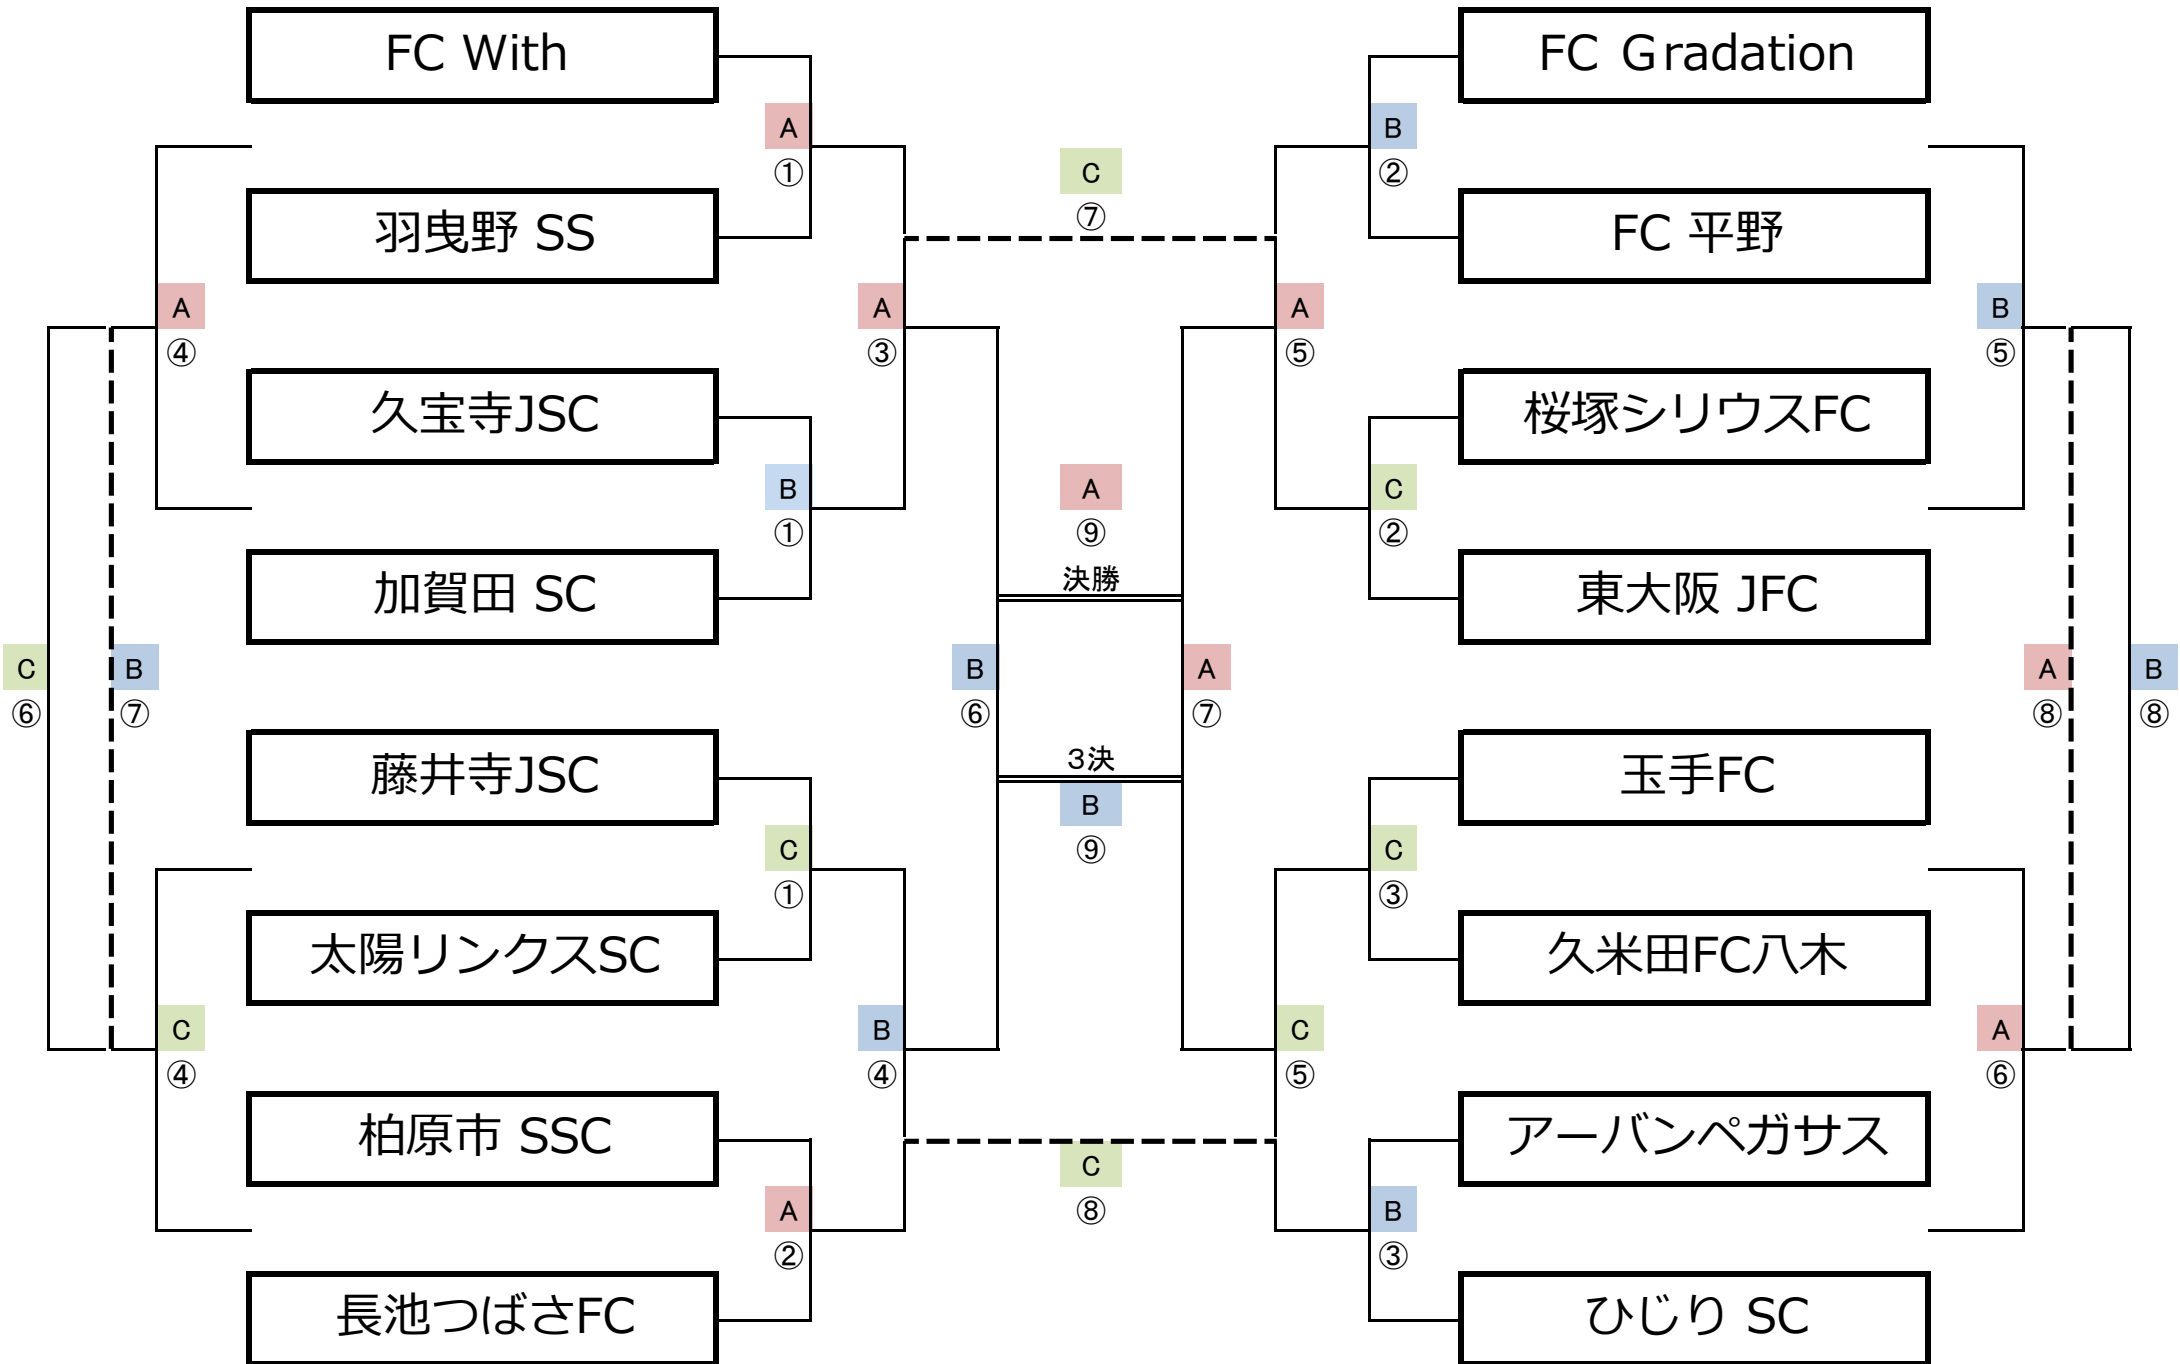 FC With
FC Gradation
A
B
①
C
②
⑦
羽曳野 SS
FC 平野
A
A
A
B
④
③
⑤
⑤
久宝寺JSC
桜塚シリウスFC
B
A
C
①
⑨
②
決勝
加賀田 SC
東大阪 JFC
C
B
B
A
A
B
⑥
⑦
⑥
⑦
⑧
⑧
3決
藤井寺JSC
玉手FC
B
C
⑨
C
①
③
太陽リンクスSC
久米田FC八木
C
B
C
A
④
④
⑤
⑥
柏原市 SSC
アーバンペガサス
C
A
⑧
B
②
③
長池つばさFC
ひじり SC